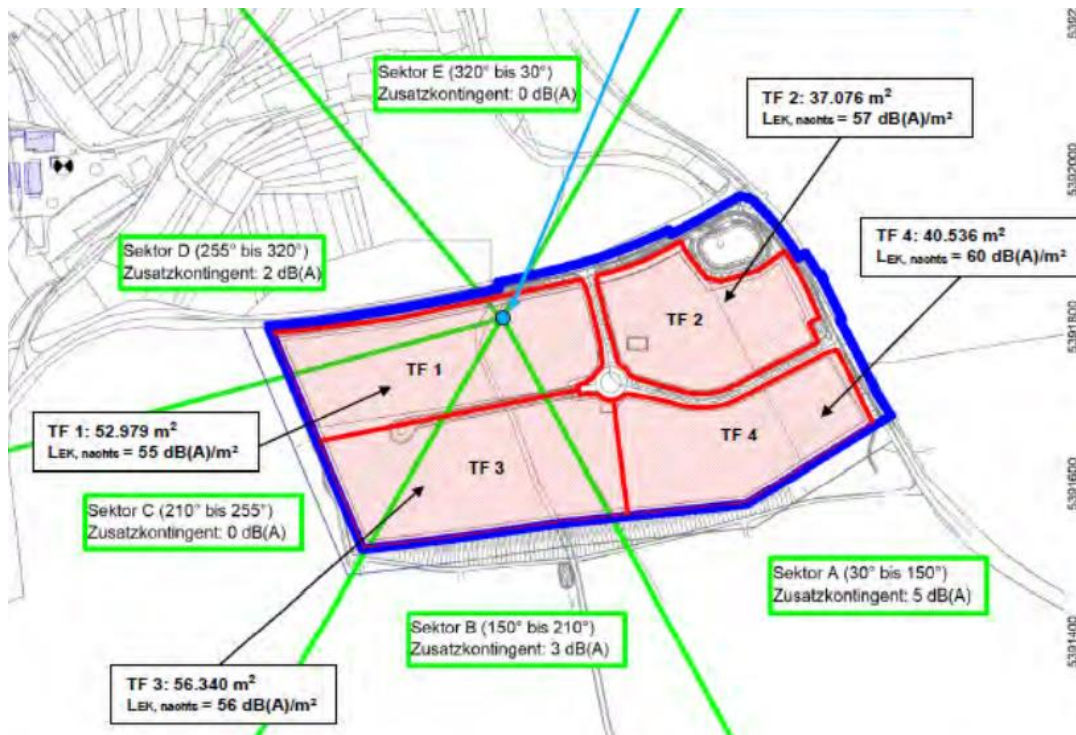 Sektor E (320° bis 30°)
Zusatzkontingent: 0 dB(A)
TF 2: 37.076 m²
LEK, nachts = 57 dB(A)/m²
5392000
TF 4: 40.536 m²
LEK, nachts = 60 dB(A)/m²
Sektor D (255° bis 320°)
Zusatzkontingent: 2 dB(A)
5391800
TF 2
TF 1
TF 1: 52.979 m²
LEK, nachts = 55 dB(A)/m²
TF 4
TF 3
5391600
Sektor C (210° bis 255°)
Zusatzkontingent: 0 dB(A)
Sektor A (30° bis 150°)
Zusatzkontingent: 5 dB(A)
Sektor B (150° bis 210°)
Zusatzkontingent: 3 dB(A)
5391400
TF 3: 56.340 m²
LEK, nachts = 56 dB(A)/m²